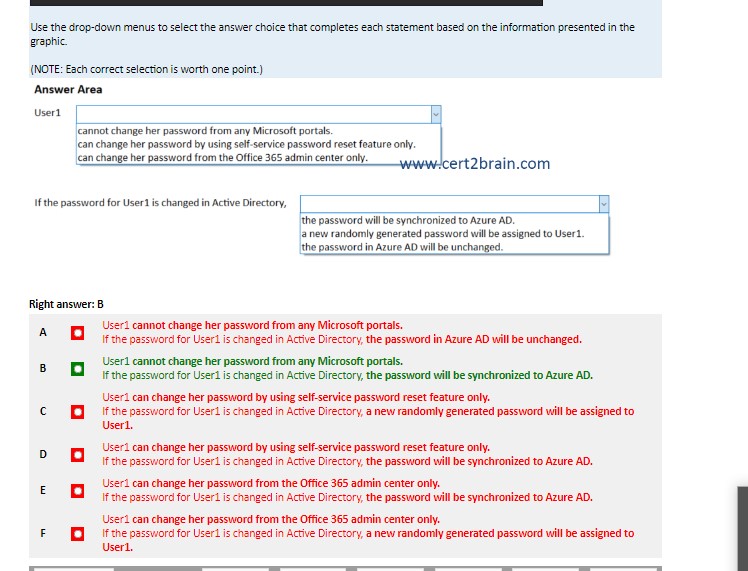 Use the drop-down menus to select the answer choice that completes each statement based on the information presented in the
graphic.
(NOTE: Each correct selection is worth one point.)
Answer Area
User1
cannot change her password from any Microsoft portals.
can change her password by using self-service password reset feature only.
can change her password from the Office 365 admin center only.
www.cert2brain.com
If the password for User1 is changed in Active Directory,
the password will be synchronized to Azure AD.
a new randomly generated password will be assigned to User1.
the password in Azure AD will be unchanged.
Right answer: B
A
User1 cannot change her password from any Microsoft portals.
If the password for User1 is changed in Active Directory, the password in Azure AD will be unchanged.
B
User1 cannot change her password from any Microsoft portals.
If the password for User1 is changed in Active Directory, the password will be synchronized to Azure AD.
C
User1 can change her password by using self-service password reset feature only.
If the password for User1 is changed in Active Directory, a new randomly generated password will be assigned to
User1.
D
User1 can change her password by using self-service password reset feature only.
If the password for User1 is changed in Active Directory, the password will be synchronized to Azure AD.
E
User1 can change her password from the Office 365 admin center only.
If the password for User1 is changed in Active Directory, the password will be synchronized to Azure AD.
F
User1 can change her password from the Office 365 admin center only.
If the password for User1 is changed in Active Directory, a new randomly generated password will be assigned to
User1.